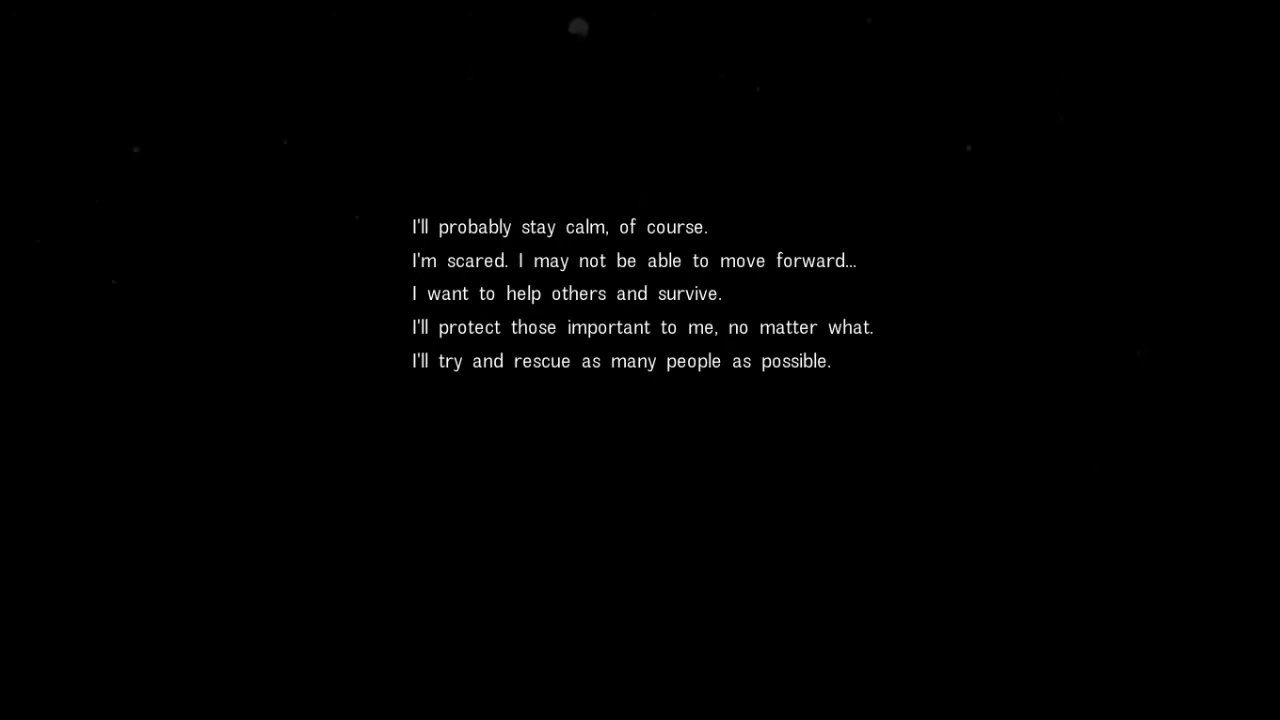 I'll probably stay calm, of course.
I'm scared. I may not be able to move forward...
I want to help others and survive.
I'll protect those important to me, no matter what.
I'll try and rescue as many people as possible.